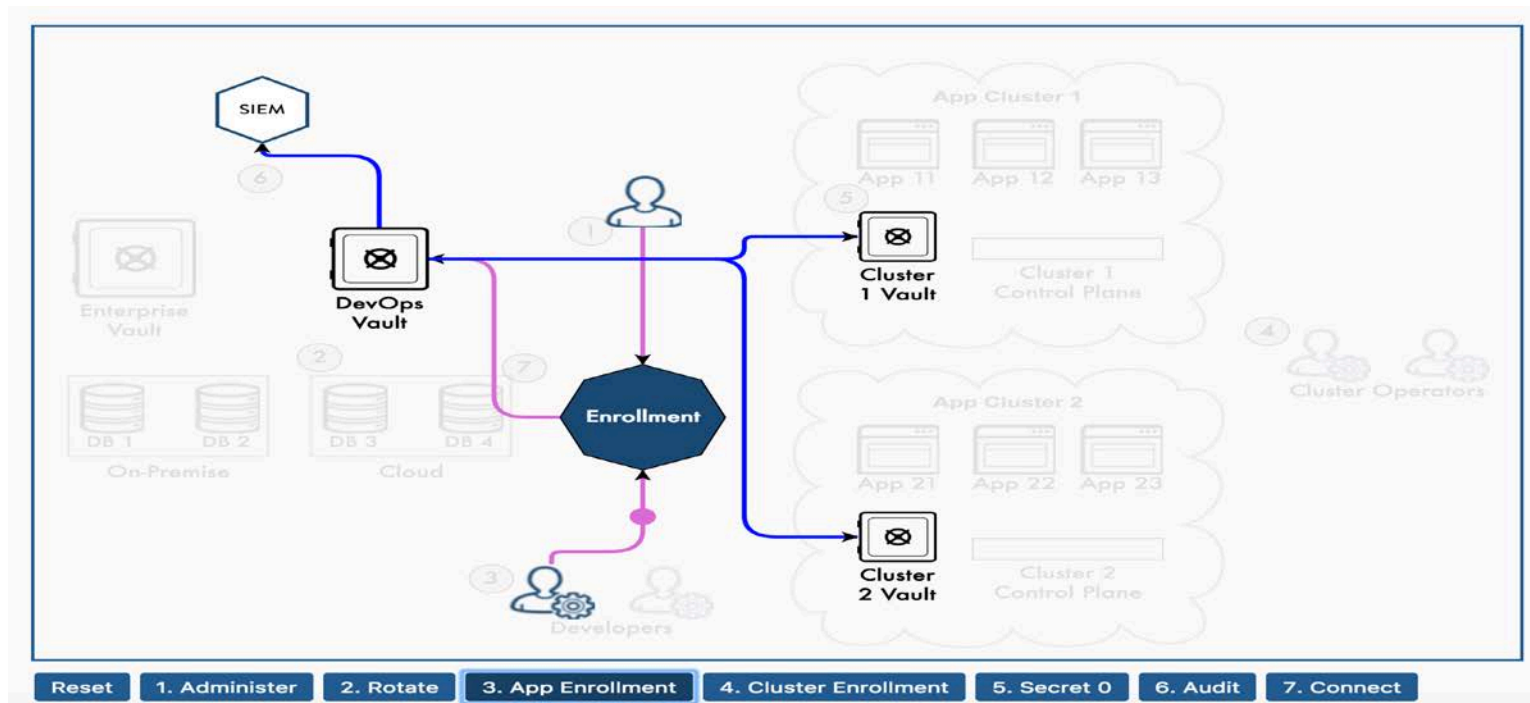 SIEM
6
1
Enterprise
Vault
DevOps
Vault
App Cluster 1
App 11 App 12 App 13
5
Cluster
1 Vault
Cluster 1
Control Plane
4
Cluster Operators
2
7
DB 1 DB 2 DB 3 DB 4
On-Premise Cloud
Enrollment
App Cluster 2
App 21 App 22 App 23
Cluster
2 Vault
Cluster 2
Control Plane
3
Developers
Reset 1. Administer 2. Rotate 3. App Enrollment 4. Cluster Enrollment 5. Secret 0 6. Audit 7. Connect